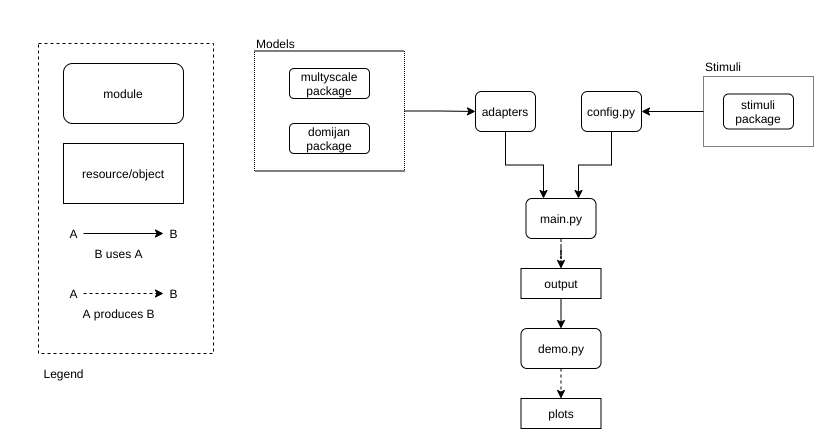 module
resource/object
A
B
B uses A
A
B
A produces B
Legend
Models
multyscale
package
domijan
package
adapters
config.py
Stimuli
stimuli
package
main.py
output
demo.py
plots